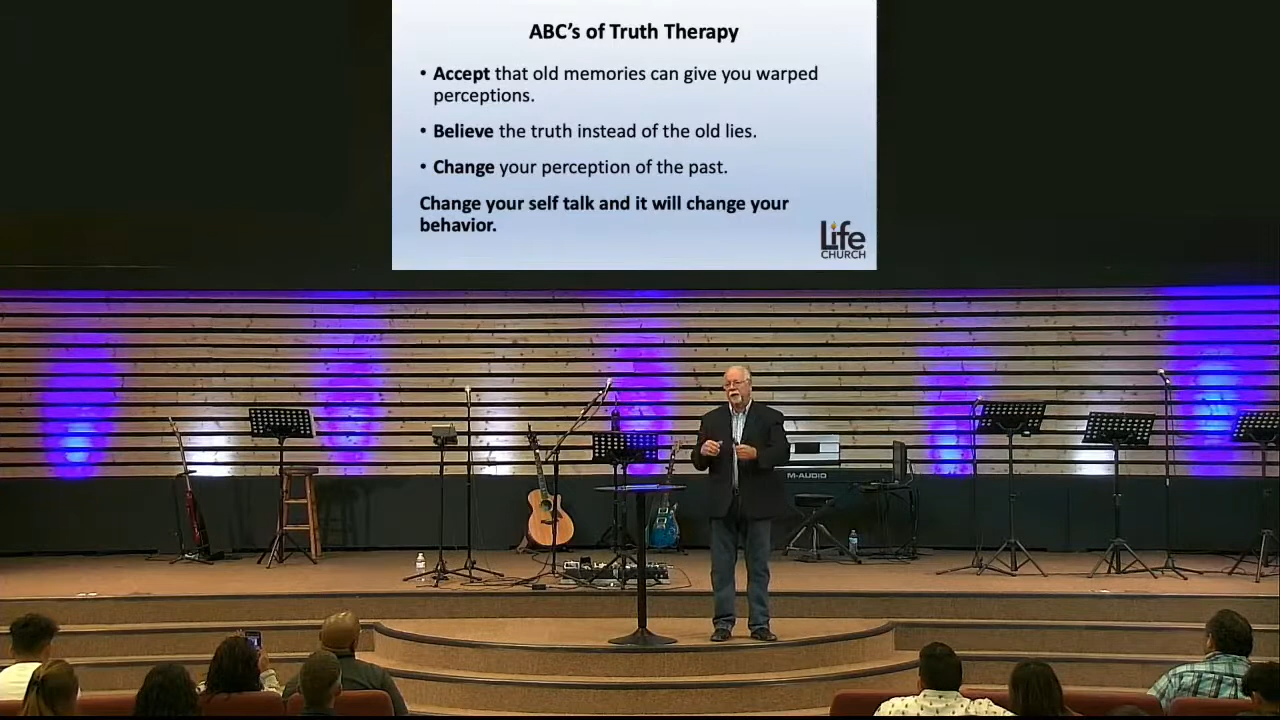 ABC's of Truth Therapy
• Accept that old memories can give you warped
perceptions.
• Believe the truth instead of the old lies.
• Change your perception of the past.
Change your self talk and it will change your
behavior.
Life
CHURCH
M-AUDIO